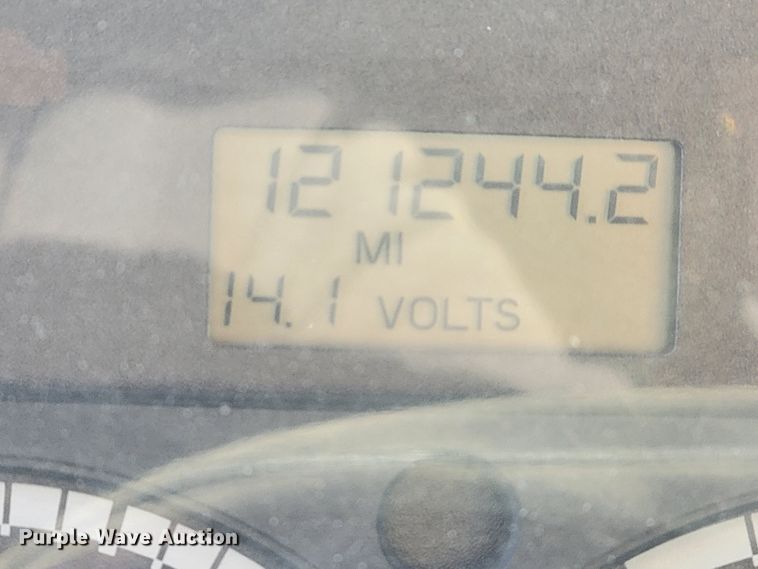 121244.2
MI
14.1 VOLTS
Purple Wave Auction